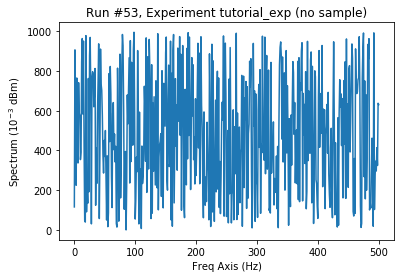 Run #53, Experiment tutorial_exp (no sample)
1000
800
600
400
200
0
Spectrum (10⁻³ dBm)
0 100 200 300 400 500
Freq Axis (Hz)